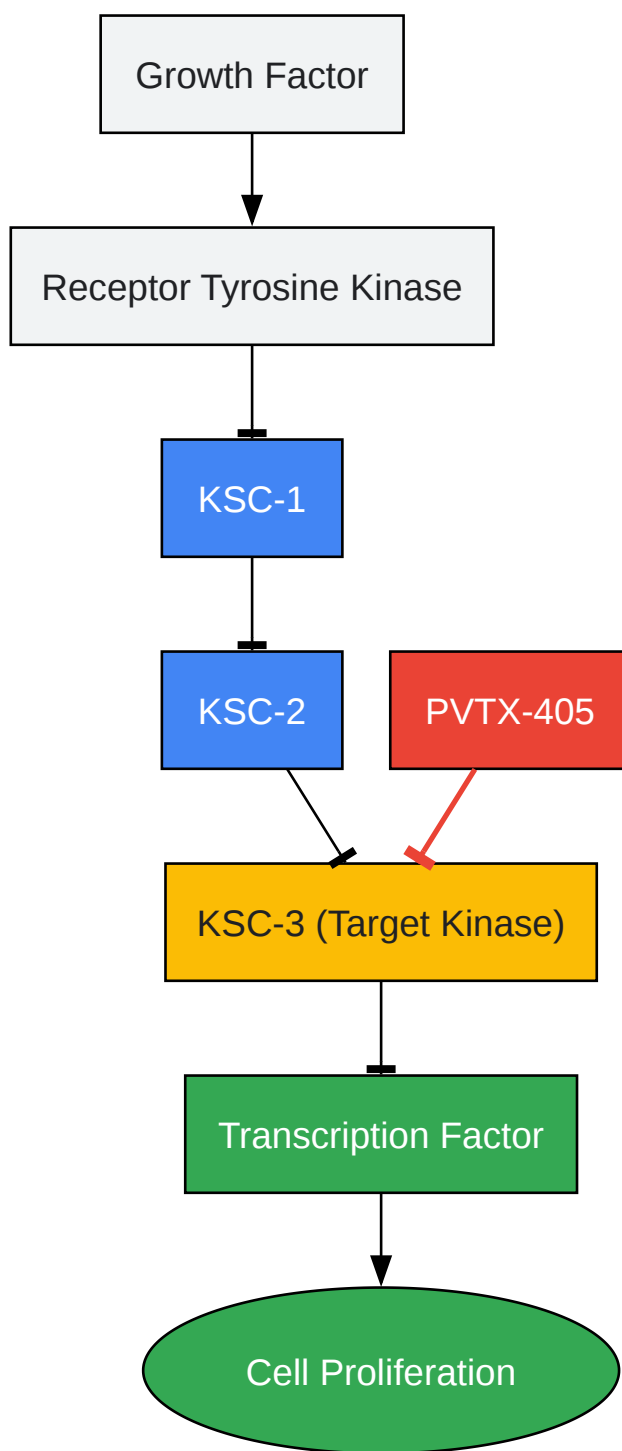 Growth Factor
Receptor Tyrosine Kinase
KSC-1
KSC-2
PVTX-405
KSC-3 (Target Kinase)
Transcription Factor
Cell Proliferation